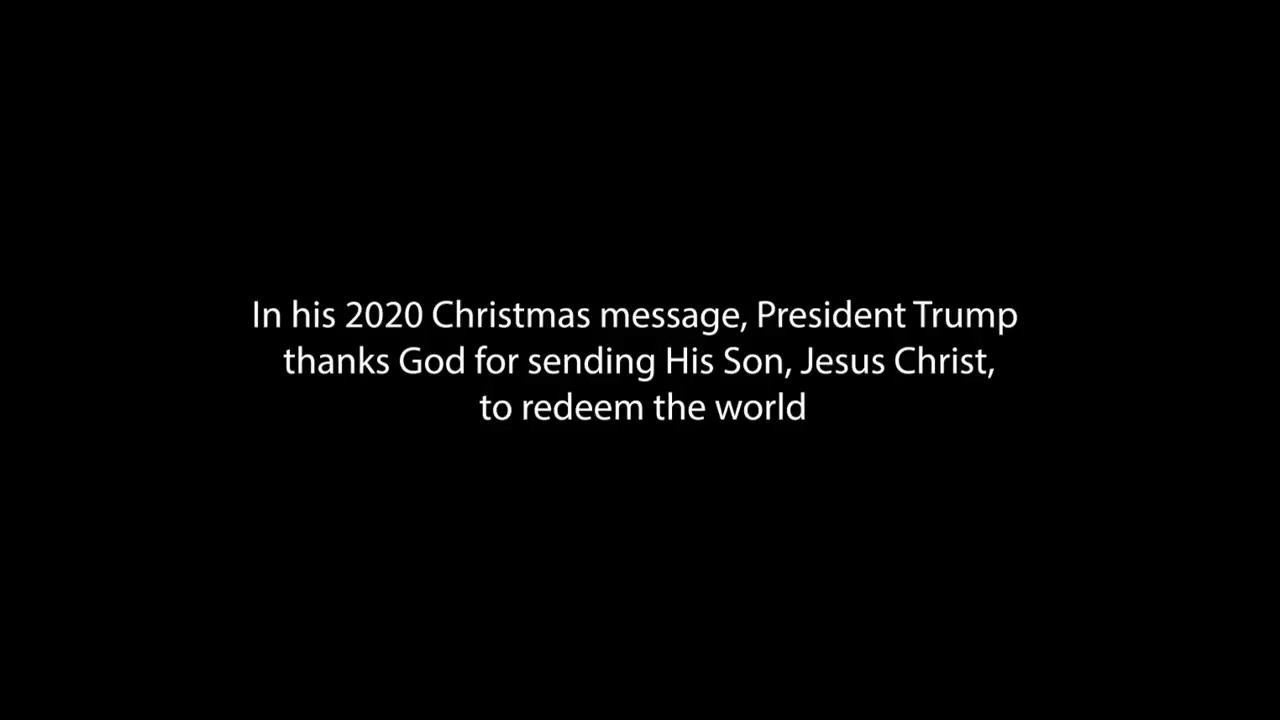 In his 2020 Christmas message, President Trump
thanks God for sending His Son, Jesus Christ,
to redeem the world